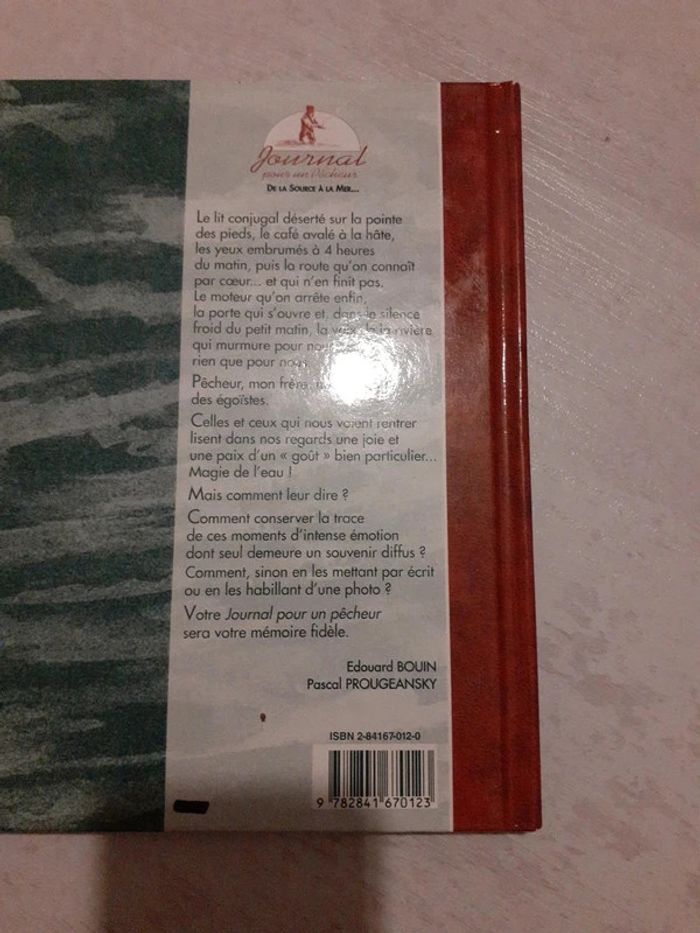 Journal
pour un Pêcheur
DE LA SOURCE À LA MER...
Le lit conjugal déserté sur la pointe
des pieds, le café avalé à la hâte,
les yeux embrumés à 4 heures
du matin, puis la route qu'on connaît
par cœur... et qui n'en finit pas.
Le moteur qu'on arrête enfin,
la porte qui s'ouvre et, dans le silence
froid du petit matin, la voix de la rivière
qui murmure pour
rien que pour
Pêcheur, mon frère,
des égoïstes.
Celles et ceux qui nous voient rentrer
lisent dans nos regards une joie et
une paix d'un « goût » bien particulier...
Magie de l'eau !
Mais comment leur dire ?
Comment conserver la trace
de ces moments d'intense émotion
dont seul demeure un souvenir diffus ?
Comment, sinon en les mettant par écrit
ou en les habillant d'une photo ?
Votre Journal pour un pêcheur
sera votre mémoire fidèle.
Edouard BOUIN
Pascal PROUGEANSKY
ISBN 2-84167-012-0
9 782841 670123